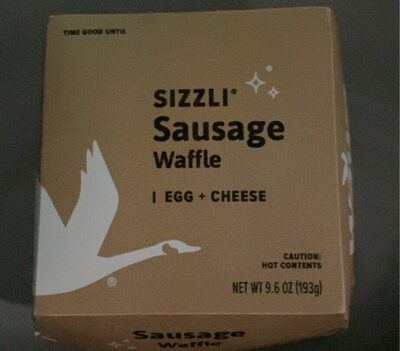 TIME GOOD UNTIL
SIZZLI®
Sausage
Waffle
| EGG + CHEESE
CAUTION:
HOT CONTENTS
NET WT 9.6 OZ (193g)
®
Sausage
Waffle